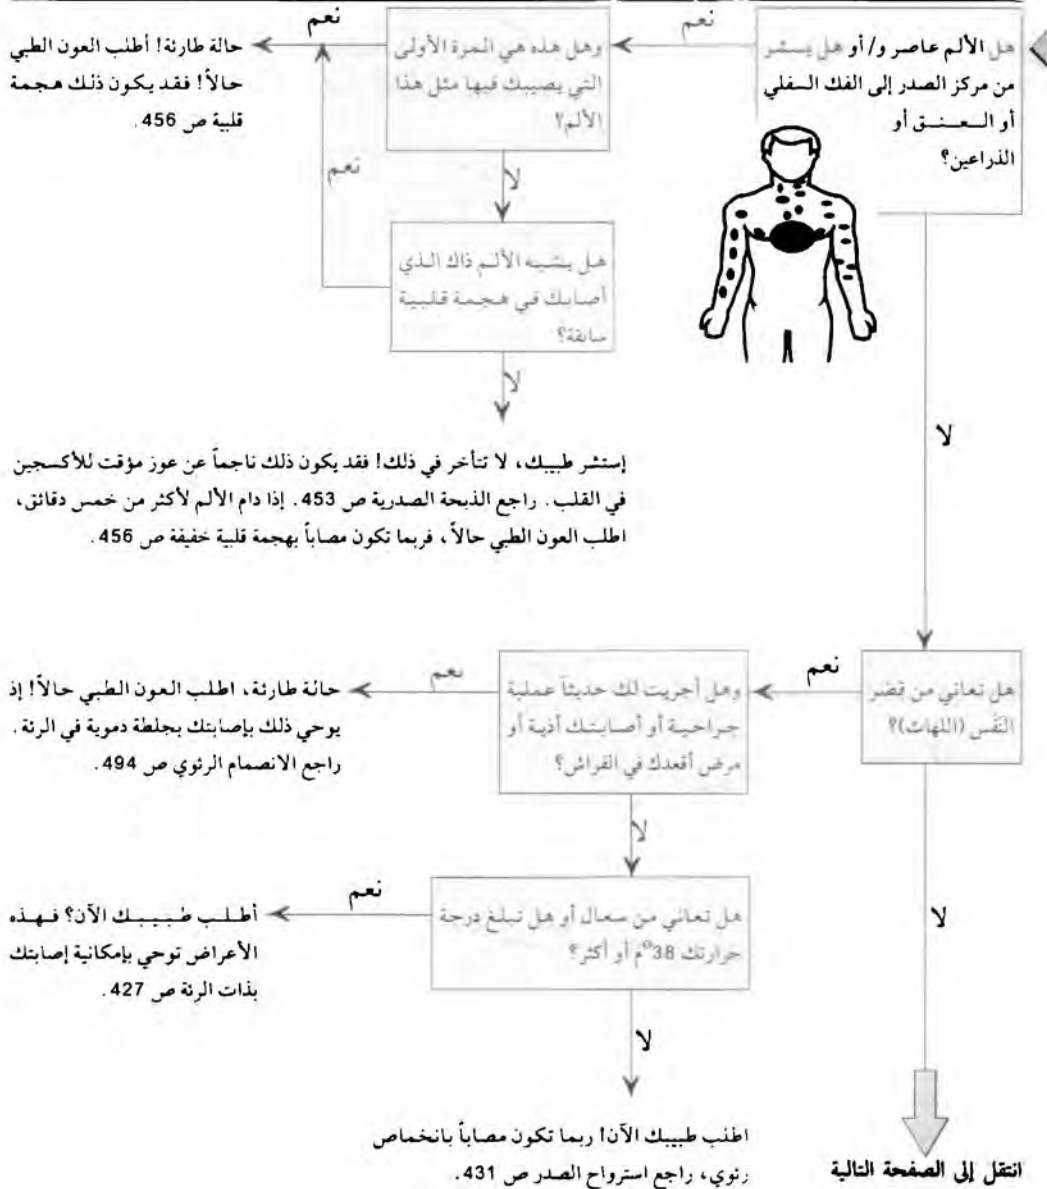 هل الألم عاصر و/ أو هل ينتشر
من مركز الصدر إلى الفك السفلي
أو العنق أو
الذراعين؟
نعم
وهل هذه هي المرة الأولى
التي يصيبك فيها مثل هذا
الألم؟
نعم
حالة طارئة! أطلب العون الطبي
حالاً! فقد يكون ذلك هجمة
قلبية ص 456.
لا
هل يشبه الألم ذاك الذي
أصابك في هجمة قلبية
سابقة؟
نعم
لا
إستشر طبيبك، لا تتأخر في ذلك! فقد يكون ذلك ناجماً عن عوز مؤقت للأكسجين
في القلب. راجع الذبحة الصدرية ص 453. إذا دام الألم لأكثر من خمس دقائق،
اطلب العون الطبي حالاً، فربما تكون مصاباً بهجمة قلبية خفيفة ص 456.
لا
هل تعاني من قِصَر
النَفَس (اللهاث)؟
نعم
وهل أجريت لك حديثاً عملية
جراحية أو أصابتك أذية أو
مرض أقعدك في الفراش؟
نعم
حالة طارئة، اطلب العون الطبي حالاً! إذ
يوحي ذلك بإصابتك بجلطة دموية في الرئة.
راجع الانصمام الرئوي ص 494.
لا
هل تعاني من سعال أو هل تبلغ درجة
حرارتك 38°م أو أكثر؟
نعم
أطلب طبيبك الآن؟ فهذه
الأعراض توحي بإمكانية إصابتك
بذات الرئة ص 427.
لا
اطلب طبيبك الآن! ربما تكون مصاباً بانخماص
رئوي، راجع استرواح الصدر ص 431.
لا
انتقل إلى الصفحة التالية